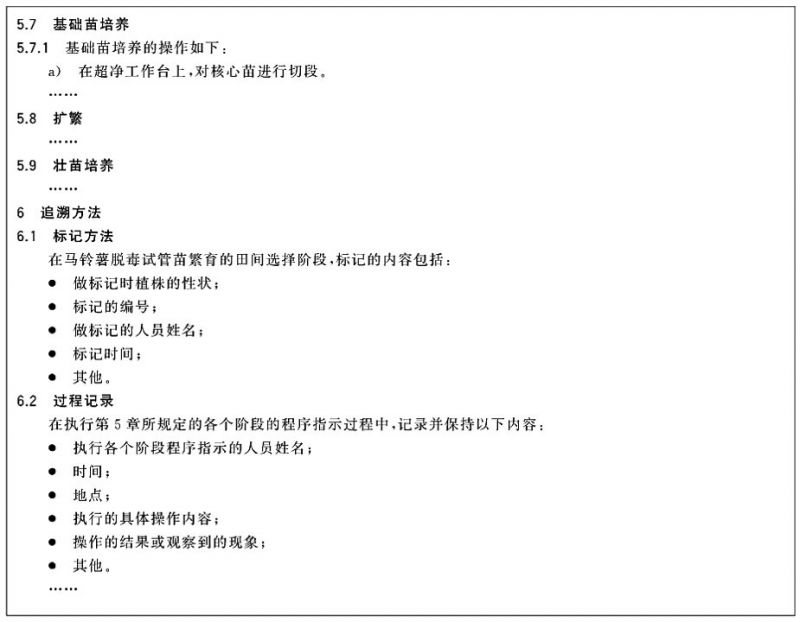 5.7 基础苗培养
5.7.1 基础苗培养的操作如下：
a) 在超净工作台上，对核心苗进行切段。
……
5.8 扩繁
……
5.9 壮苗培养
……
6 追溯方法
6.1 标记方法
在马铃薯脱毒试管苗繁育的田间选择阶段，标记的内容包括：
● 做标记时植株的性状；
● 标记的编号；
● 做标记的人员姓名；
● 标记时间；
● 其他。
6.2 过程记录
在执行第 5 章所规定的各个阶段的程序指示过程中，记录并保持以下内容：
● 执行各个阶段程序指示的人员姓名；
● 时间；
● 地点；
● 执行的具体操作内容；
● 操作的结果或观察到的现象；
● 其他。
……